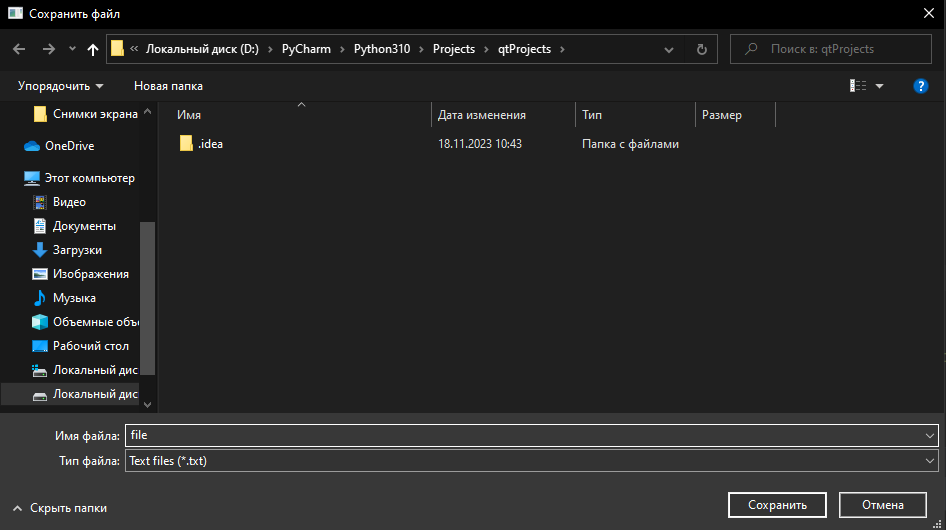 Сохранить файл
« Локальный диск (D:) › PyCharm › Python310 › Projects › qtProjects ›
Поиск в: qtProjects
Упорядочить
Новая папка
Снимки экрана
OneDrive
Этот компьютер
Видео
Документы
Загрузки
Изображения
Музыка
Объемные объ
Рабочий стол
Локальный дис
Локальный дис
Имя
Дата изменения
Тип
Размер
.idea
18.11.2023 10:43
Папка с файлами
Имя файла:
file
Тип файла:
Text files (*.txt)
Скрыть папки
Сохранить
Отмена